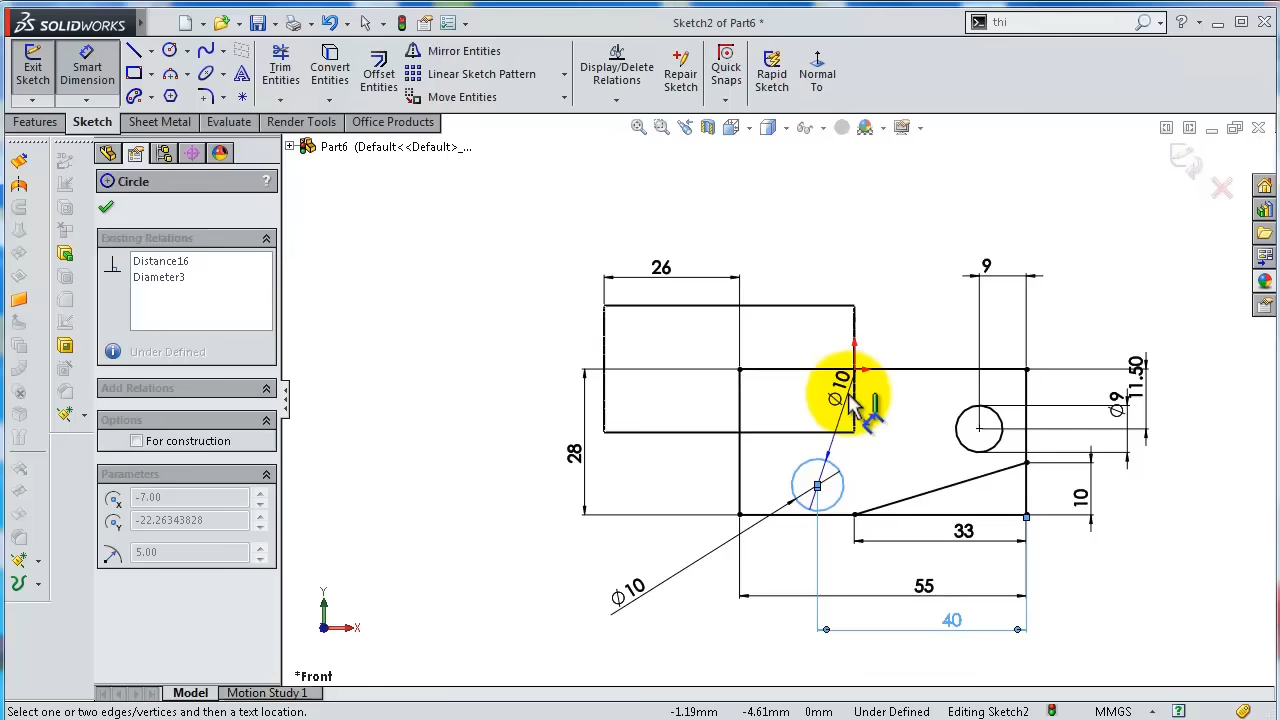 SOLIDWORKS
Sketch2 of Part6 *
thi
Exit Sketch
Smart Dimension
Trim Entities
Convert Entities
Offset Entities
Mirror Entities
Linear Sketch Pattern
Move Entities
Display/Delete Relations
Repair Sketch
Quick Snaps
Rapid Sketch
Normal To
Features
Sketch
Sheet Metal
Evaluate
Render Tools
Office Products
Part6 (Default<<Default>_...
Circle
?
Existing Relations
Distance16
Diameter3
Under Defined
Add Relations
Options
For construction
Parameters
-7.00
-22.26343828
5.00
26
9
Ø10
11.50
Ø9
28
10
33
Ø10
55
40
Y
X
*Front
Model
Motion Study 1
Select one or two edges/vertices and then a text location.
-1.19mm
-4.61mm
0mm
Under Defined
Editing Sketch2
MMGS
?